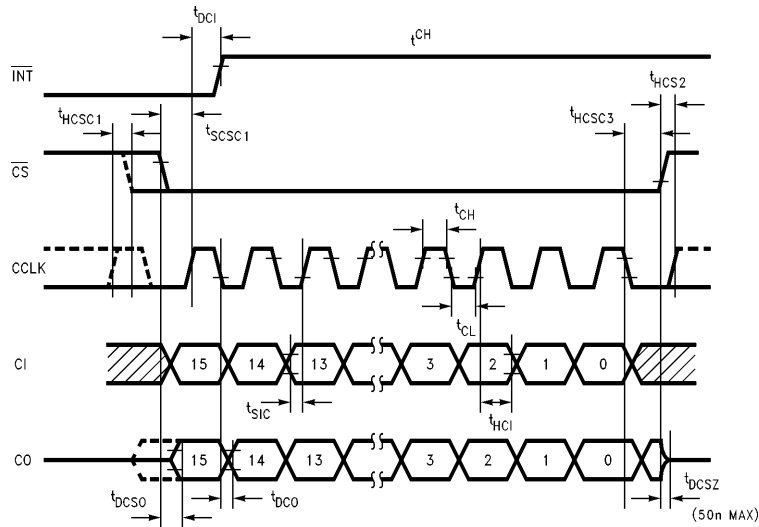 tDCI
tCH
INT
tHCSC1
tSCSC1
tHCSC3
tHCS2
CS
tCH
CCLK
tCL
CI
15 14 13 3 2 1 0
tSIC
tHCI
CO
15 14 13 3 2 1 0
tDCSO
tDCO
tDCSZ
(50n MAX)